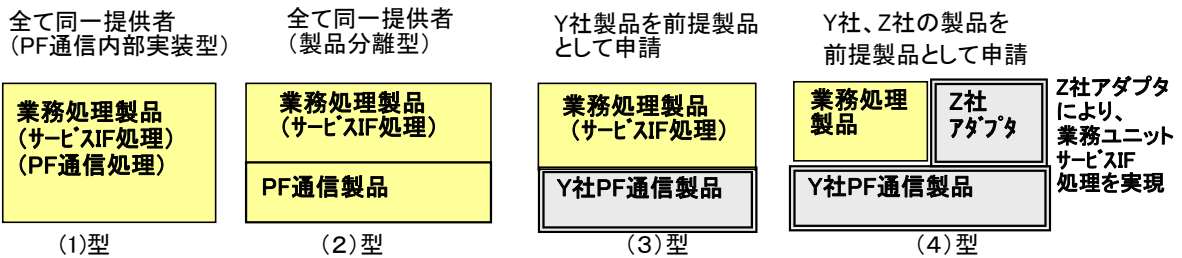 全て同一提供者
（PF通信内部実装型）
業務処理製品
（サービスIF処理）
（PF通信処理）
(1)型
全て同一提供者
（製品分離型）
業務処理製品
（サービスIF処理）
PF通信製品
（２）型
Y社製品を前提製品
として申請
業務処理製品
（サービスIF処理）
Y社PF通信製品
（３）型
Y社、Z社の製品を
前提製品として申請
業務処理
製品
Z社
アダプタ
Y社PF通信製品
Z社アダプタ
により、
業務ユニット
サービスIF
処理を実現
（４）型